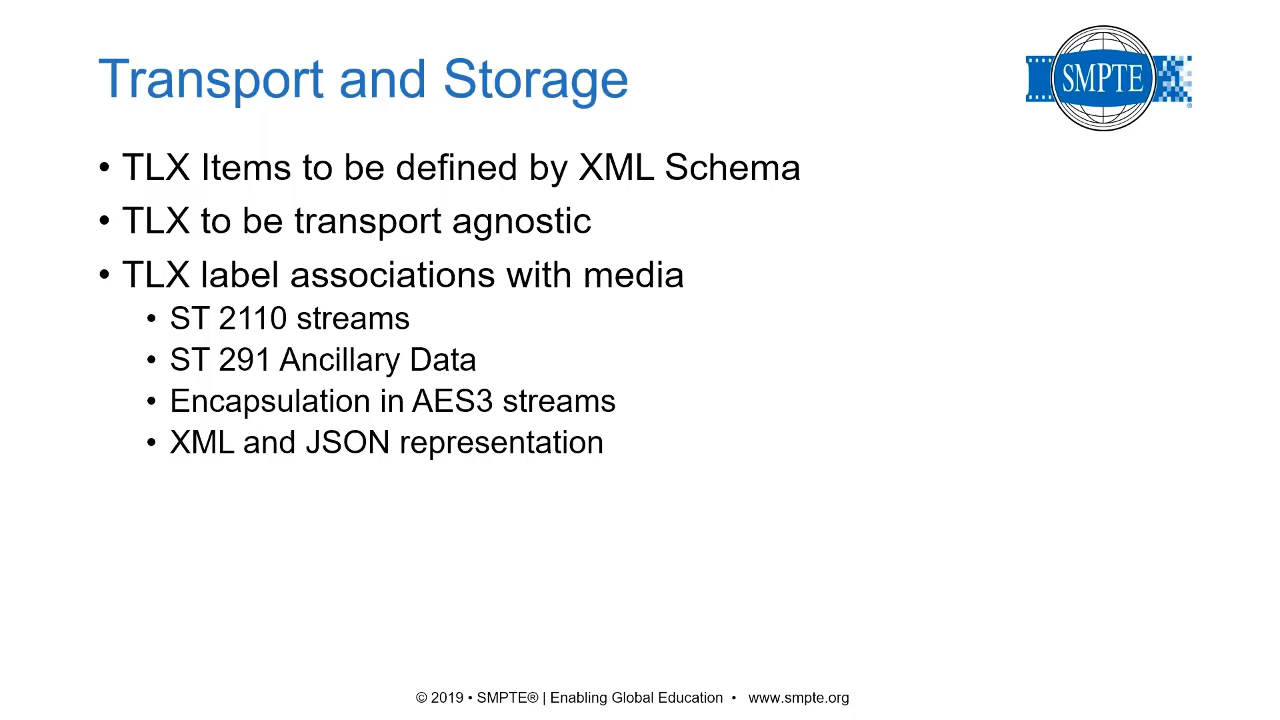 Transport and Storage
SMPTE
®
• TLX Items to be defined by XML Schema
• TLX to be transport agnostic
• TLX label associations with media
• ST 2110 streams
• ST 291 Ancillary Data
• Encapsulation in AES3 streams
• XML and JSON representation
© 2019 • SMPTE® | Enabling Global Education • www.smpte.org